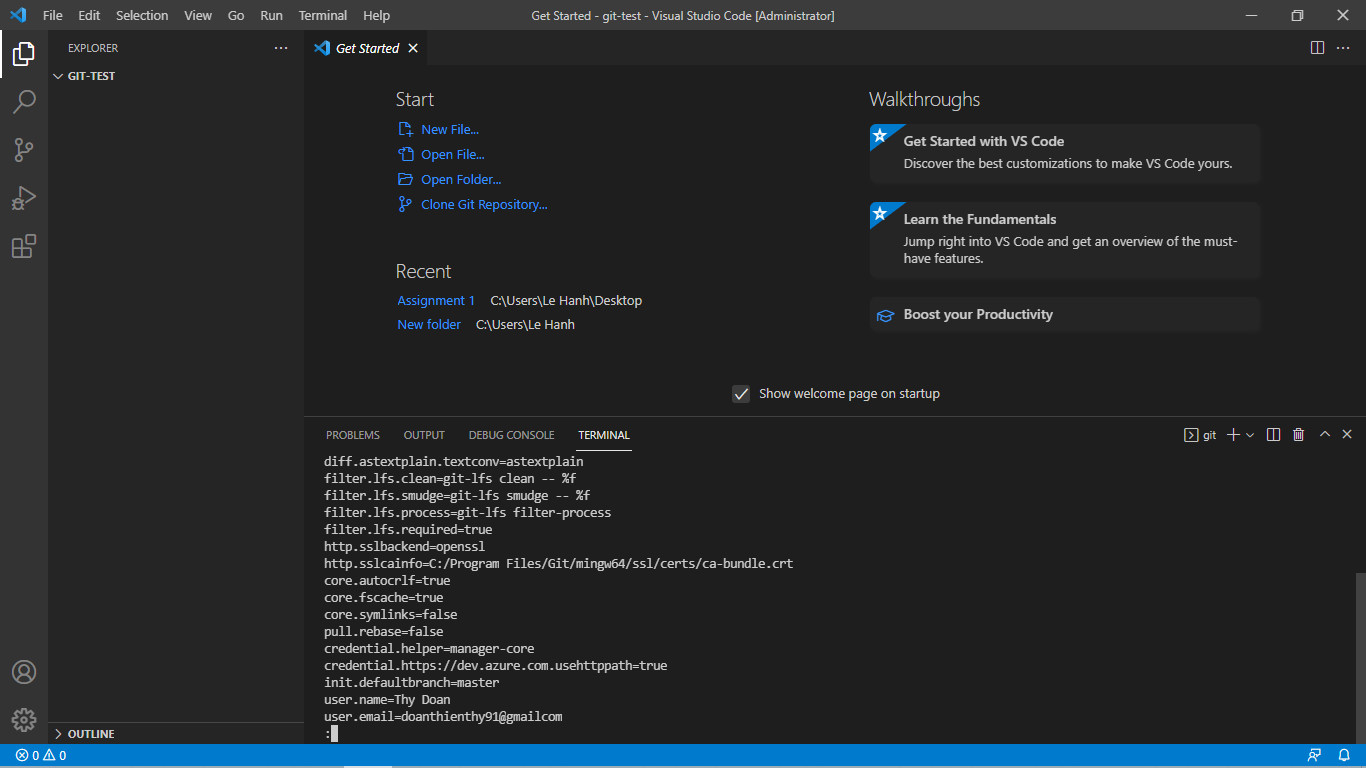 File Edit Selection View Go Run Terminal Help
Get Started - git-test - Visual Studio Code [Administrator]
EXPLORER
GIT-TEST
Get Started
Start
New File...
Open File...
Open Folder...
Clone Git Repository...
Recent
Assignment 1 C:\Users\Le Hanh\Desktop
New folder C:\Users\Le Hanh
Walkthroughs
Get Started with VS Code
Discover the best customizations to make VS Code yours.
Learn the Fundamentals
Jump right into VS Code and get an overview of the must-
have features.
Boost your Productivity
Show welcome page on startup
PROBLEMS OUTPUT DEBUG CONSOLE TERMINAL
git
diff.astextplain.textconv=astextplain
filter.lfs.clean=git-lfs clean -- %f
filter.lfs.smudge=git-lfs smudge -- %f
filter.lfs.process=git-lfs filter-process
filter.lfs.required=true
http.sslbackend=openssl
http.sslcainfo=C:/Program Files/Git/mingw64/ssl/certs/ca-bundle.crt
core.autocrlf=true
core.fscache=true
core.symlinks=false
pull.rebase=false
credential.helper=manager-core
credential.https://dev.azure.com.usehttppath=true
init.defaultbranch=master
user.name=Thy Doan
user.email=doanthienthy91@gmailcom
:
OUTLINE
0 0